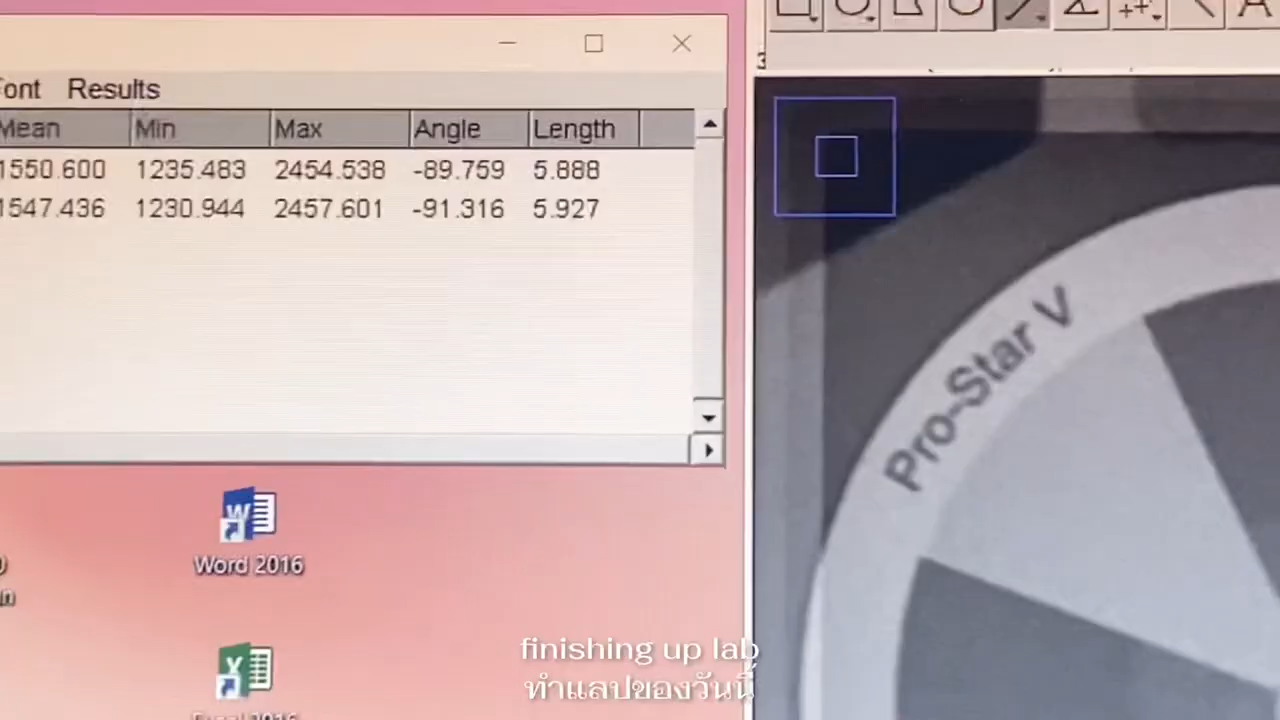 Font Results
Mean Min Max Angle Length
1550.600 1235.483 2454.538 -89.759 5.888
1547.436 1230.944 2457.601 -91.316 5.927
Pro-Star V
Word 2016
Excel 2016
finishing up lab
ทำแลปของวันนี้